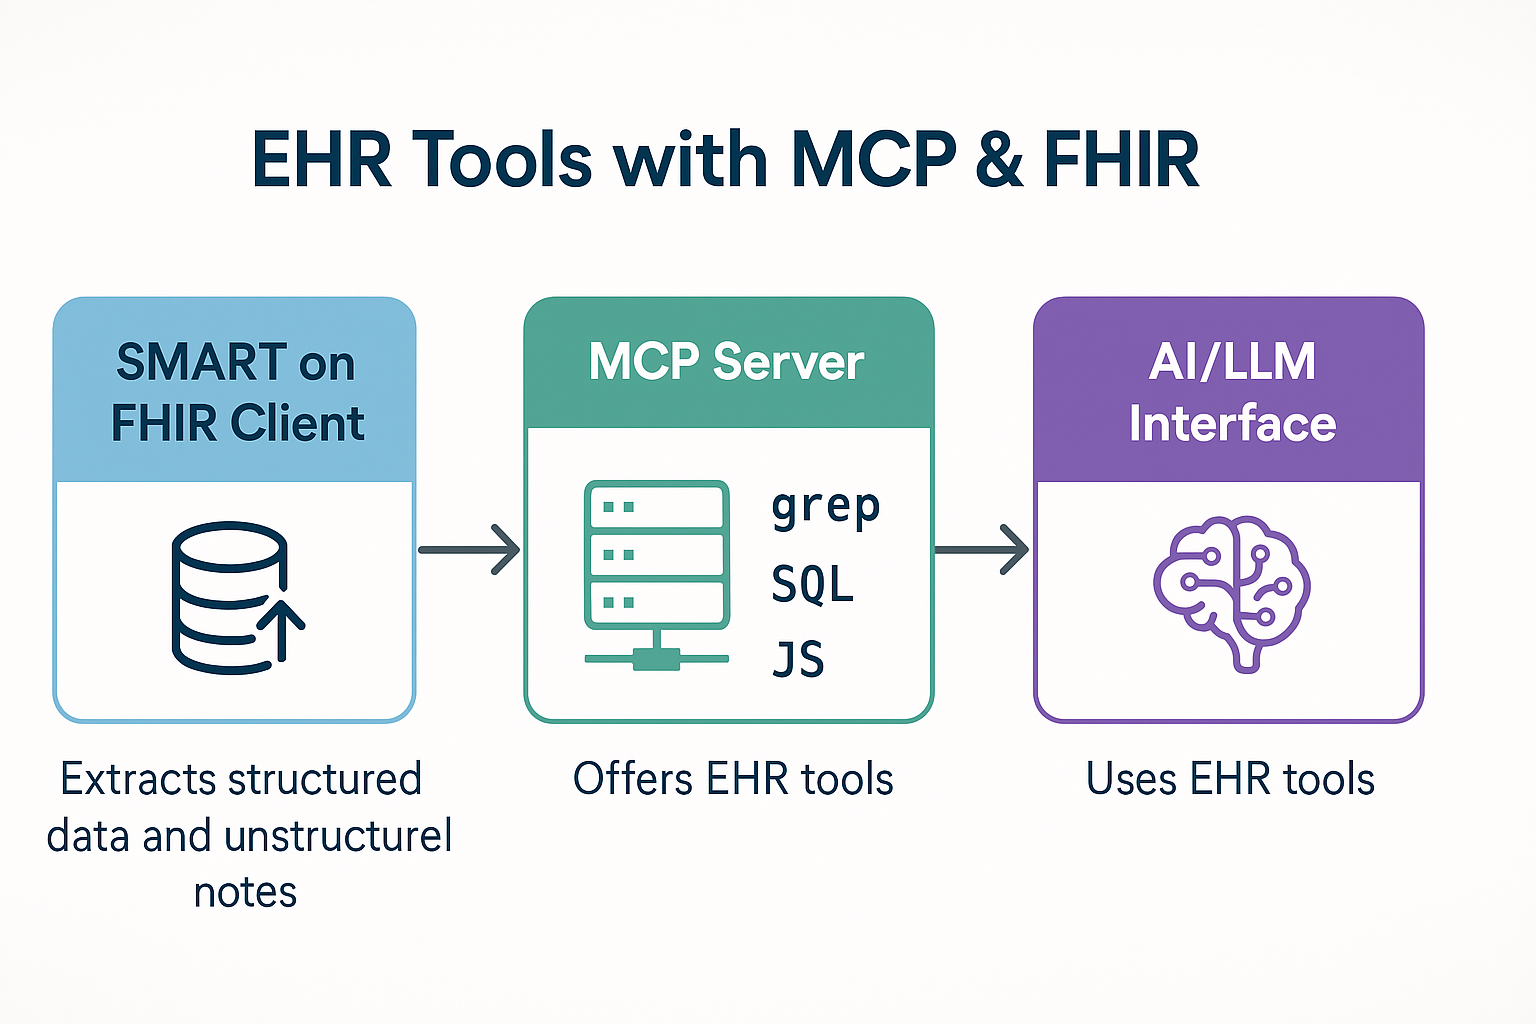 EHR Tools with MCP & FHIR
SMART on
FHIR Client
MCP Server
grep
SQL
JS
AI/LLM
Interface
Extracts structured
data and unstructurel
notes
Offers EHR tools
Uses EHR tools